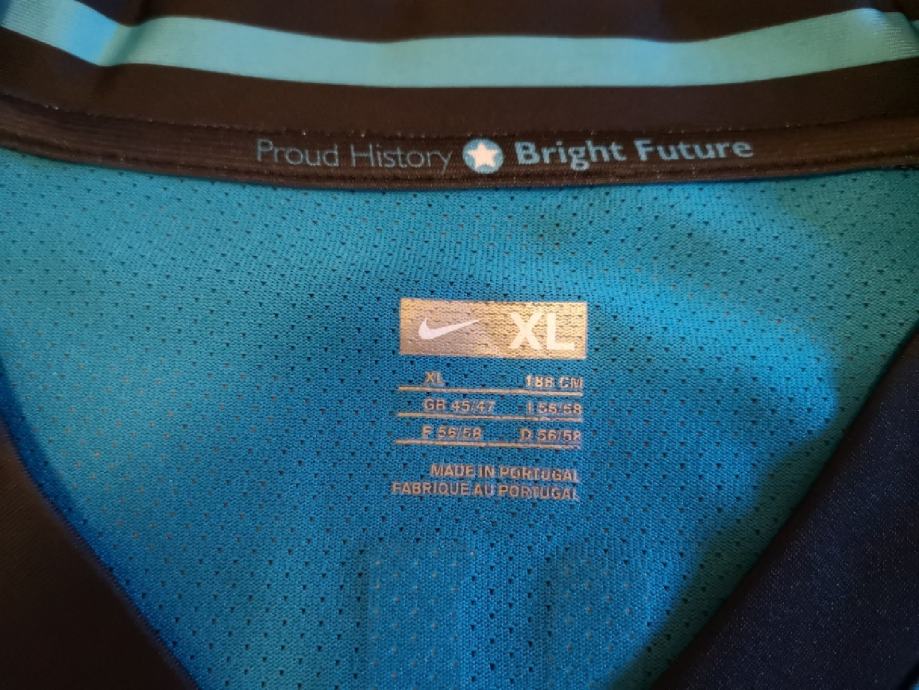 Proud History Bright Future
XL
XL 188 CM
GB 45/47 I 56/58
F 56/58 D 56/58
MADE IN PORTUGAL
FABRIQUE AU PORTUGAL